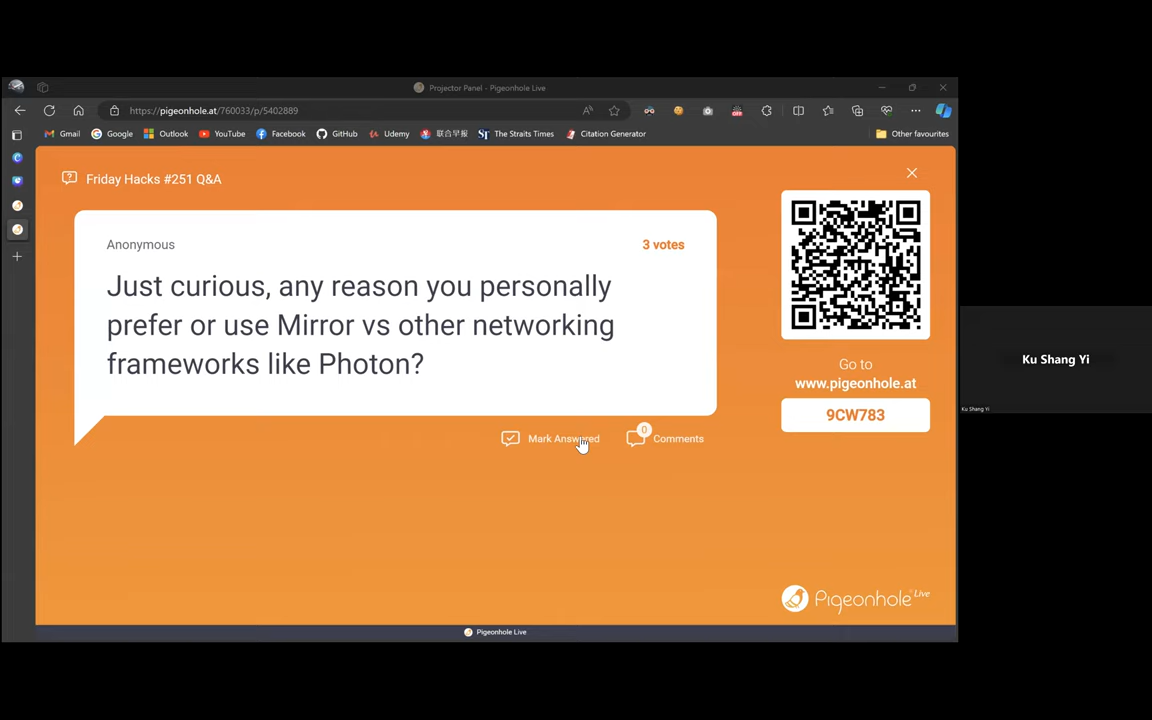 Projector Panel - Pigeonhole Live
https://pigeonhole.at/760033/p/5402889
Gmail Google Outlook YouTube Facebook GitHub Udemy 联合早报 The Straits Times Citation Generator Other favourites
Friday Hacks #251 Q&A
Anonymous
3 votes
Just curious, any reason you personally
prefer or use Mirror vs other networking
frameworks like Photon?
Mark Answered
0
Comments
Go to
www.pigeonhole.at
9CW783
Ku Shang Yi
Ku Shang Yi
Pigeonhole Live
Pigeonhole Live